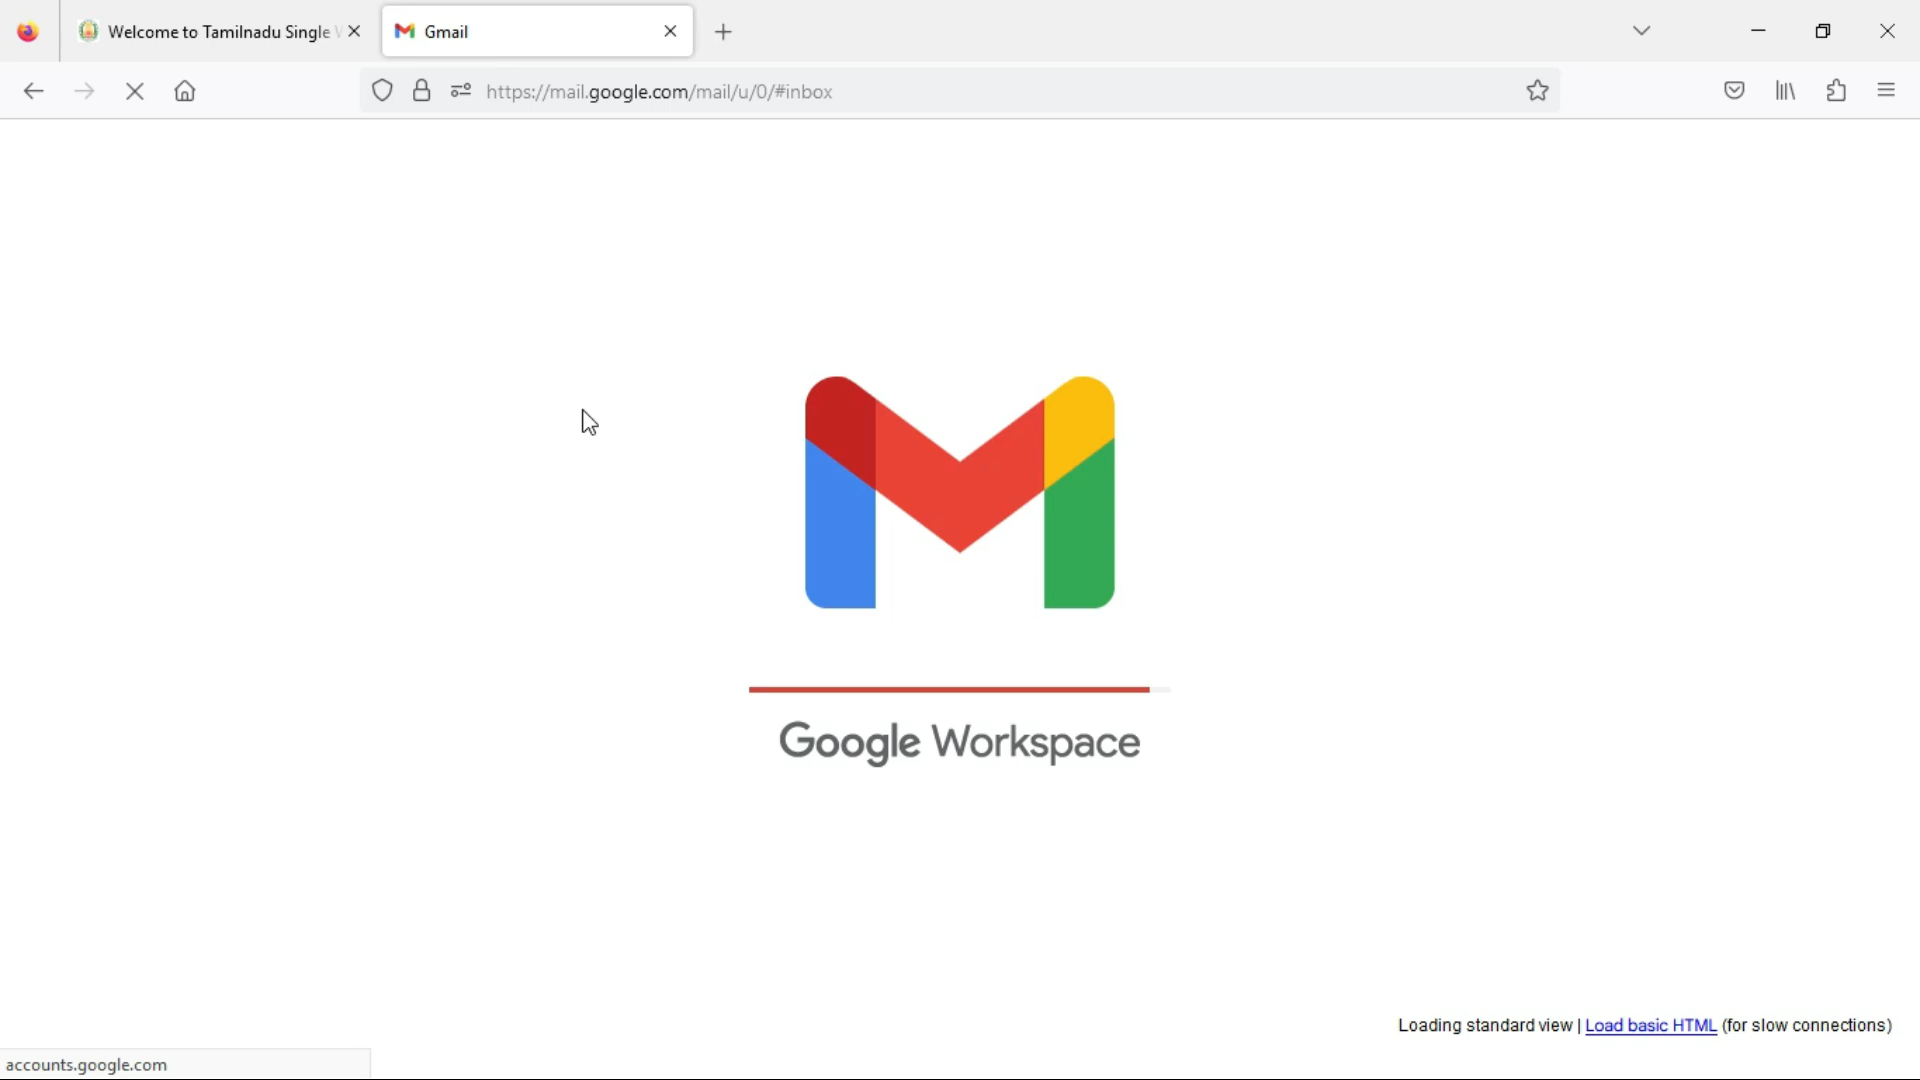 Welcome to Tamilnadu Single
Gmail
https://mail.google.com/mail/u/0/#inbox
Google Workspace
Loading standard view | Load basic HTML (for slow connections)
accounts.google.com